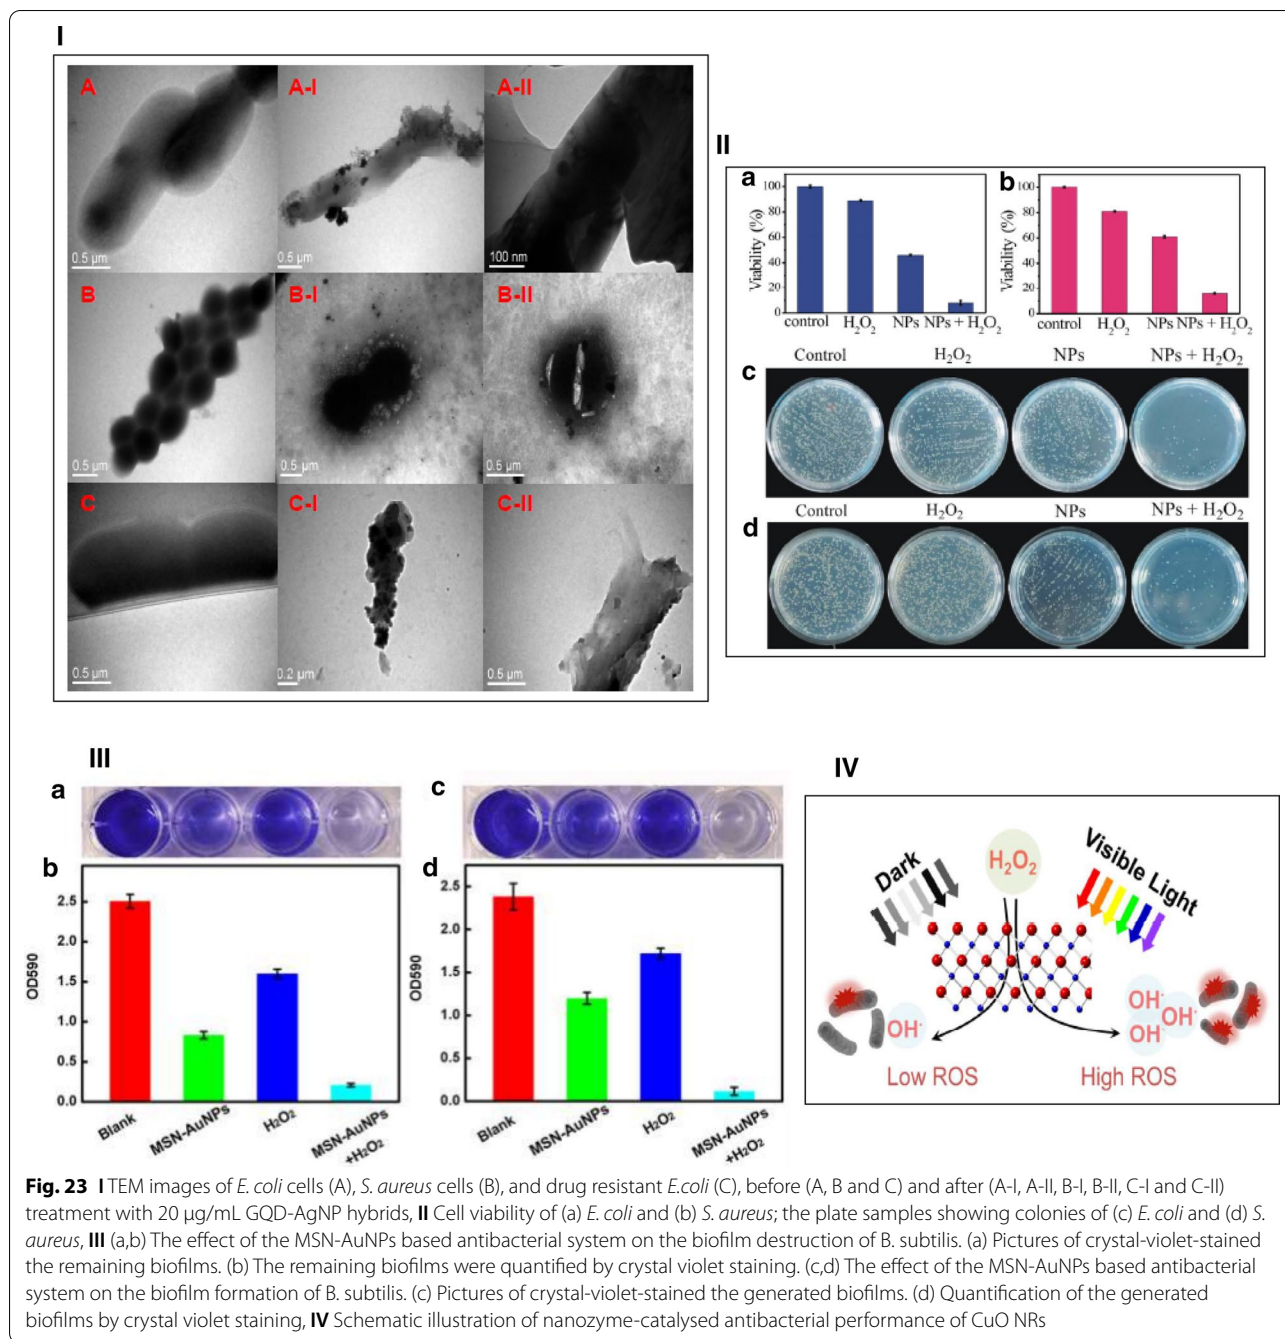 I
A
A-I
A-II
0.5 µm
0.5 µm
100 nm
B
B-I
B-II
0.5 µm
0.5 µm
0.5 µm
C
C-I
C-II
0.5 µm
0.2 µm
0.5 µm
II
a
Viability (%)
100
80
60
40
20
0
control H₂O₂ NPs NPs + H₂O₂
b
Viability (%)
100
80
60
40
20
0
control H₂O₂ NPs NPs + H₂O₂
Control H₂O₂ NPs NPs + H₂O₂
c
Control H₂O₂ NPs NPs + H₂O₂
d
III
a
b
OD590
2.5
2.0
1.5
1.0
0.5
0.0
Blank
MSN-AuNPs
H₂O₂
MSN-AuNPs
+H₂O₂
c
d
OD590
2.5
2.0
1.5
1.0
0.5
0.0
Blank
MSN-AuNPs
H₂O₂
MSN-AuNPs
+H₂O₂
IV
Dark
H₂O₂
Visible Light
OH·
OH·
OH·
OH·
Low ROS
High ROS
Fig. 23 I TEM images of E. coli cells (A), S. aureus cells (B), and drug resistant E.coli (C), before (A, B and C) and after (A-I, A-II, B-I, B-II, C-I and C-II)
treatment with 20 µg/mL GQD-AgNP hybrids, II Cell viability of (a) E. coli and (b) S. aureus; the plate samples showing colonies of (c) E. coli and (d) S.
aureus, III (a,b) The effect of the MSN-AuNPs based antibacterial system on the biofilm destruction of B. subtilis. (a) Pictures of crystal-violet-stained
the remaining biofilms. (b) The remaining biofilms were quantified by crystal violet staining. (c,d) The effect of the MSN-AuNPs based antibacterial
system on the biofilm formation of B. subtilis. (c) Pictures of crystal-violet-stained the generated biofilms. (d) Quantification of the generated
biofilms by crystal violet staining, IV Schematic illustration of nanozyme-catalysed antibacterial performance of CuO NRs